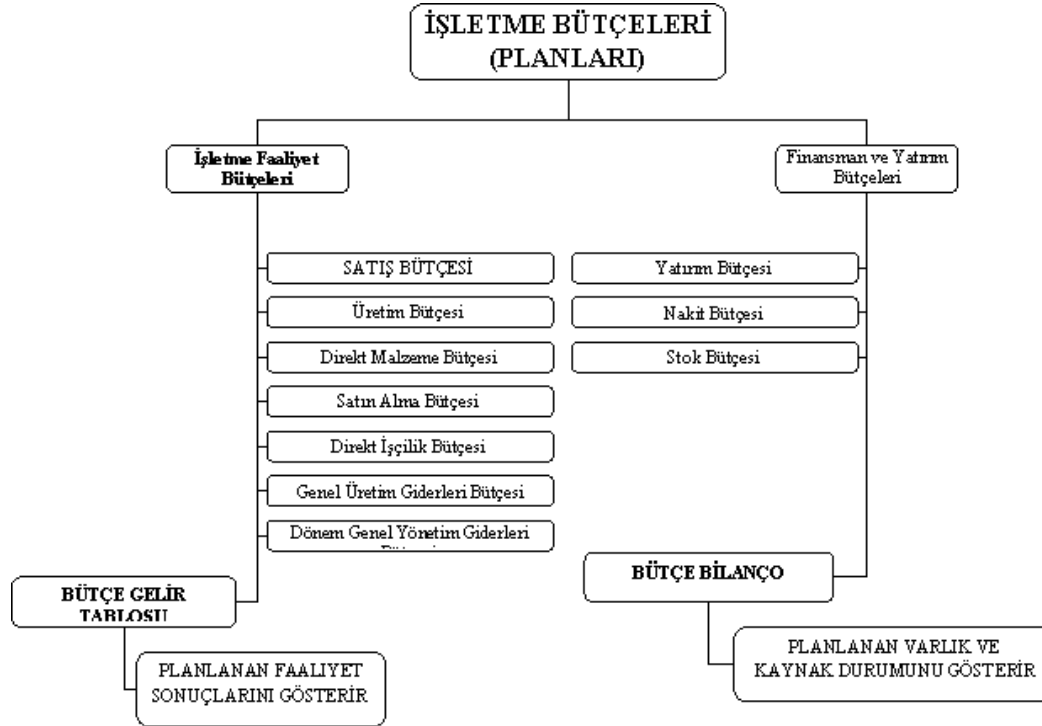 İŞLETME BÜTÇELERİ
(PLANLARI)
İşletme Faaliyet
Bütçeleri
Finansman ve Yatırım
Bütçeleri
SATIŞ BÜTÇESİ
Üretim Bütçesi
Direkt Malzeme Bütçesi
Satın Alma Bütçesi
Direkt İşçilik Bütçesi
Genel Üretim Giderleri Bütçesi
Dönem Genel Yönetim Giderleri
Yatırım Bütçesi
Nakit Bütçesi
Stok Bütçesi
BÜTÇE GELİR
TABLOSU
PLANLANAN FAALİYET
SONUÇLARINI GÖSTERİR
BÜTÇE BİLANÇO
PLANLANAN VARLIK VE
KAYNAK DURUMUNU GÖSTERİR